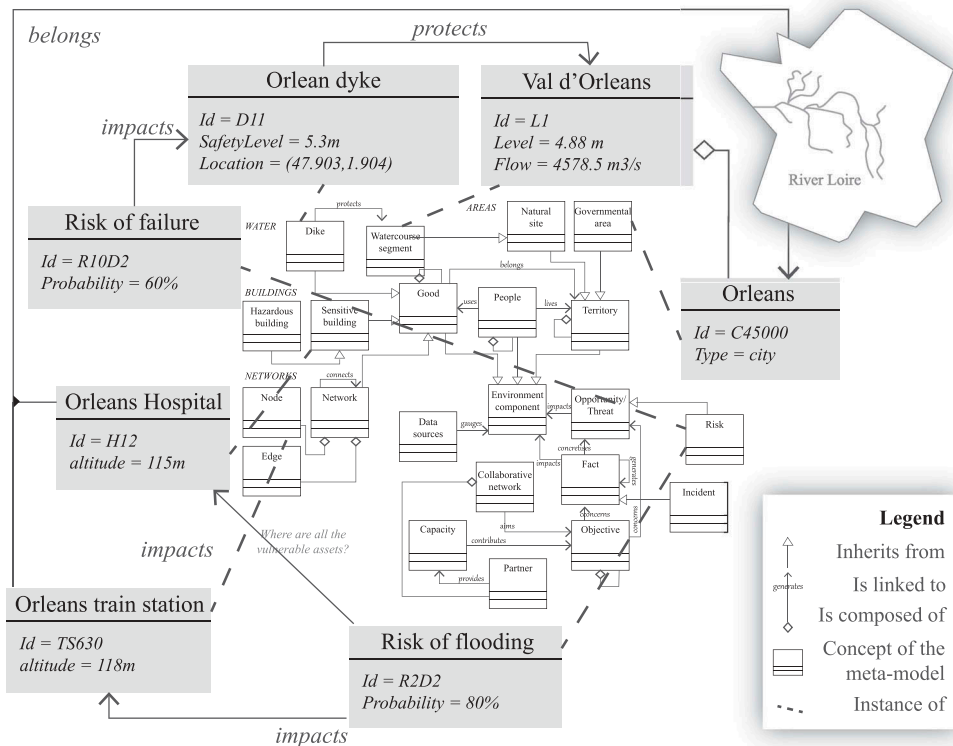 belongs
protects
Orlean dyke
Id = D11
SafetyLevel = 5.3m
Location = (47.903,1.904)
Val d'Orleans
Id = L1
Level = 4.88 m
Flow = 4578.5 m3/s
River Loire
impacts
Risk of failure
Id = R10D2
Probability = 60%
Orleans
Id = C45000
Type = city
WATER
Dike
protects
Watercourse
segment
AREAS
Natural
site
Governmental
area
belongs
BUILDINGS
Hazardous
building
Sensitive
building
Good
uses
People
lives
Territory
NETWORKS
Node
connects
Network
Edge
Data
sources
gauges
Environment
component
impacts
Opportunity/
Threat
Risk
concretises
impacts
Fact
generates
Incident
Collaborative
network
concerns
concerns
aims
Objective
Capacity
contributes
provides
Partner
Orleans Hospital
Id = H12
altitude = 115m
Where are all the
vulnerable assets?
impacts
Orleans train station
Id = TS630
altitude = 118m
Risk of flooding
Id = R2D2
Probability = 80%
impacts
Legend
Inherits from
generates
Is linked to
Is composed of
Concept of the
meta-model
Instance of